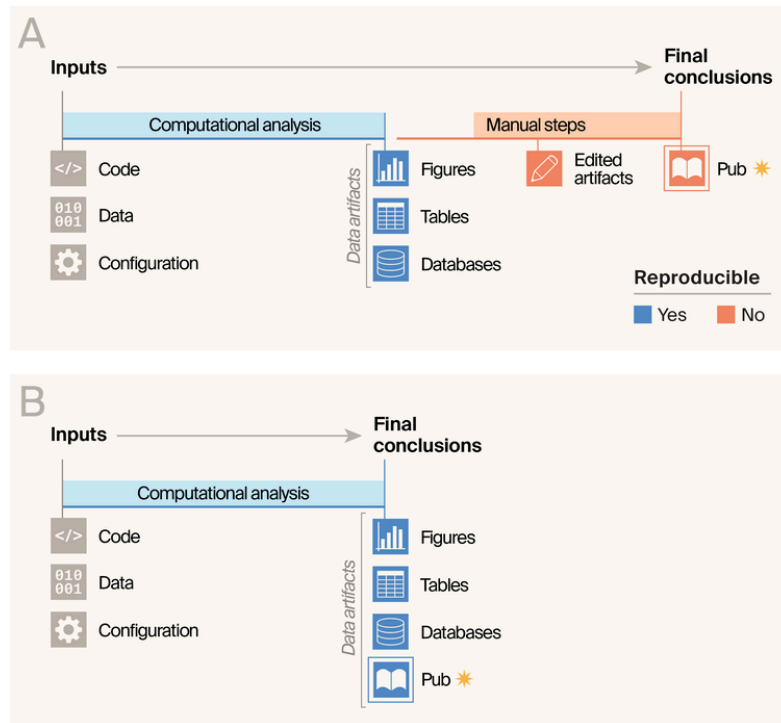 A
Inputs
Final
conclusions
Computational analysis
Manual steps
</> Code
010
001
Data
Configuration
Data artifacts
Figures
Tables
Databases
Edited
artifacts
Pub
Reproducible
Yes
No
B
Inputs
Final
conclusions
Computational analysis
</> Code
010
001
Data
Configuration
Data artifacts
Figures
Tables
Databases
Pub